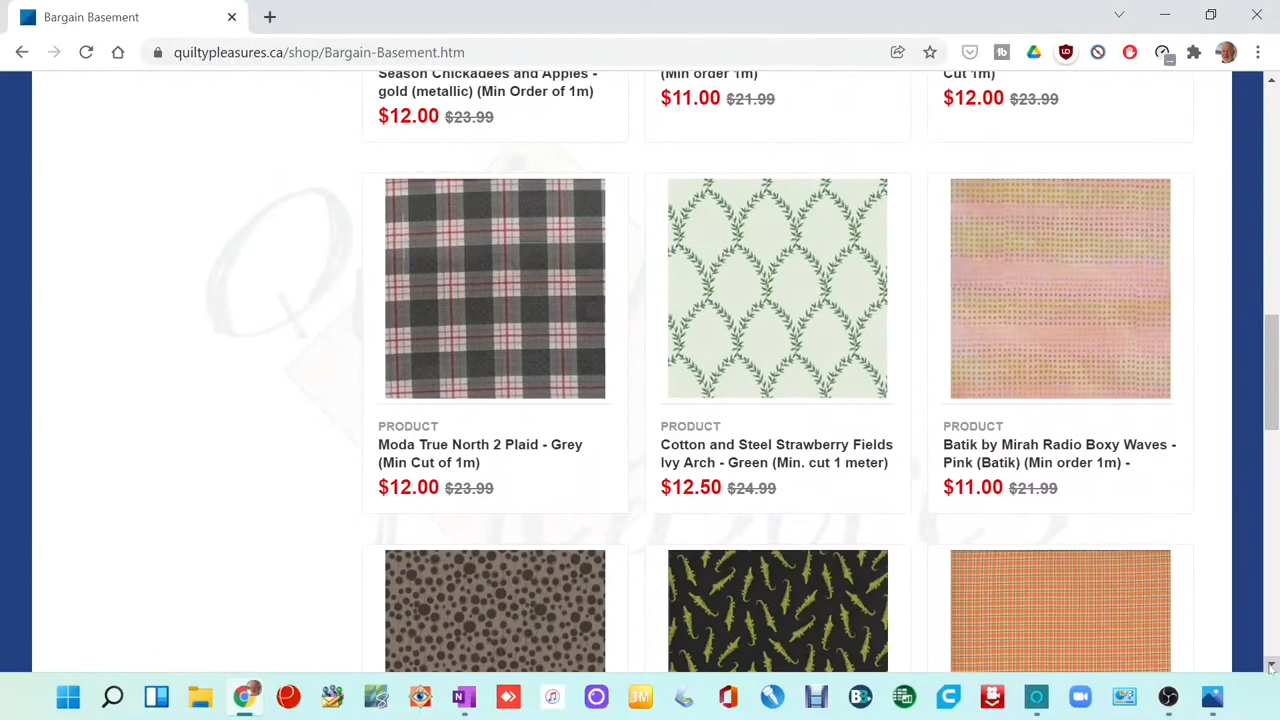 Bargain Basement
quiltypleasures.ca/shop/Bargain-Basement.htm
Season Chickadees and Apples -
gold (metallic) (Min Order of 1m)
$12.00 $23.99
(Min order 1m)
$11.00 $21.99
Cut 1m)
$12.00 $23.99
PRODUCT
Moda True North 2 Plaid - Grey
(Min Cut of 1m)
$12.00 $23.99
PRODUCT
Cotton and Steel Strawberry Fields
Ivy Arch - Green (Min. cut 1 meter)
$12.50 $24.99
PRODUCT
Batik by Mirah Radio Boxy Waves -
Pink (Batik) (Min order 1m) -
$11.00 $21.99